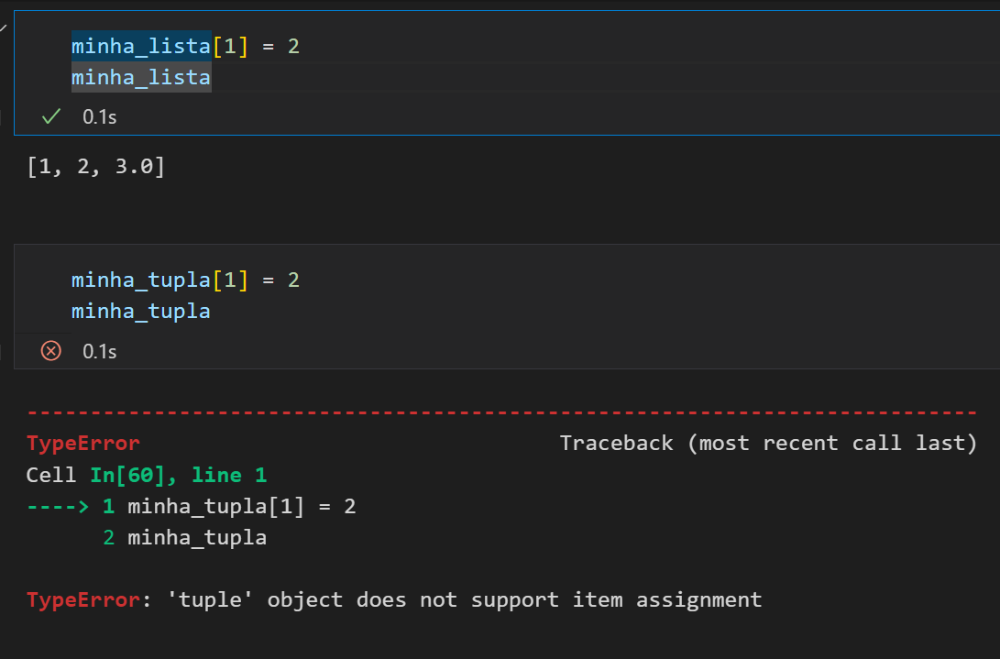 minha_lista[1] = 2
minha_lista
0.1s
[1, 2, 3.0]
minha_tupla[1] = 2
minha_tupla
0.1s
---------------------------------------------------------------------------
TypeError                                 Traceback (most recent call last)
Cell In[60], line 1
----> 1 minha_tupla[1] = 2
      2 minha_tupla
TypeError: 'tuple' object does not support item assignment